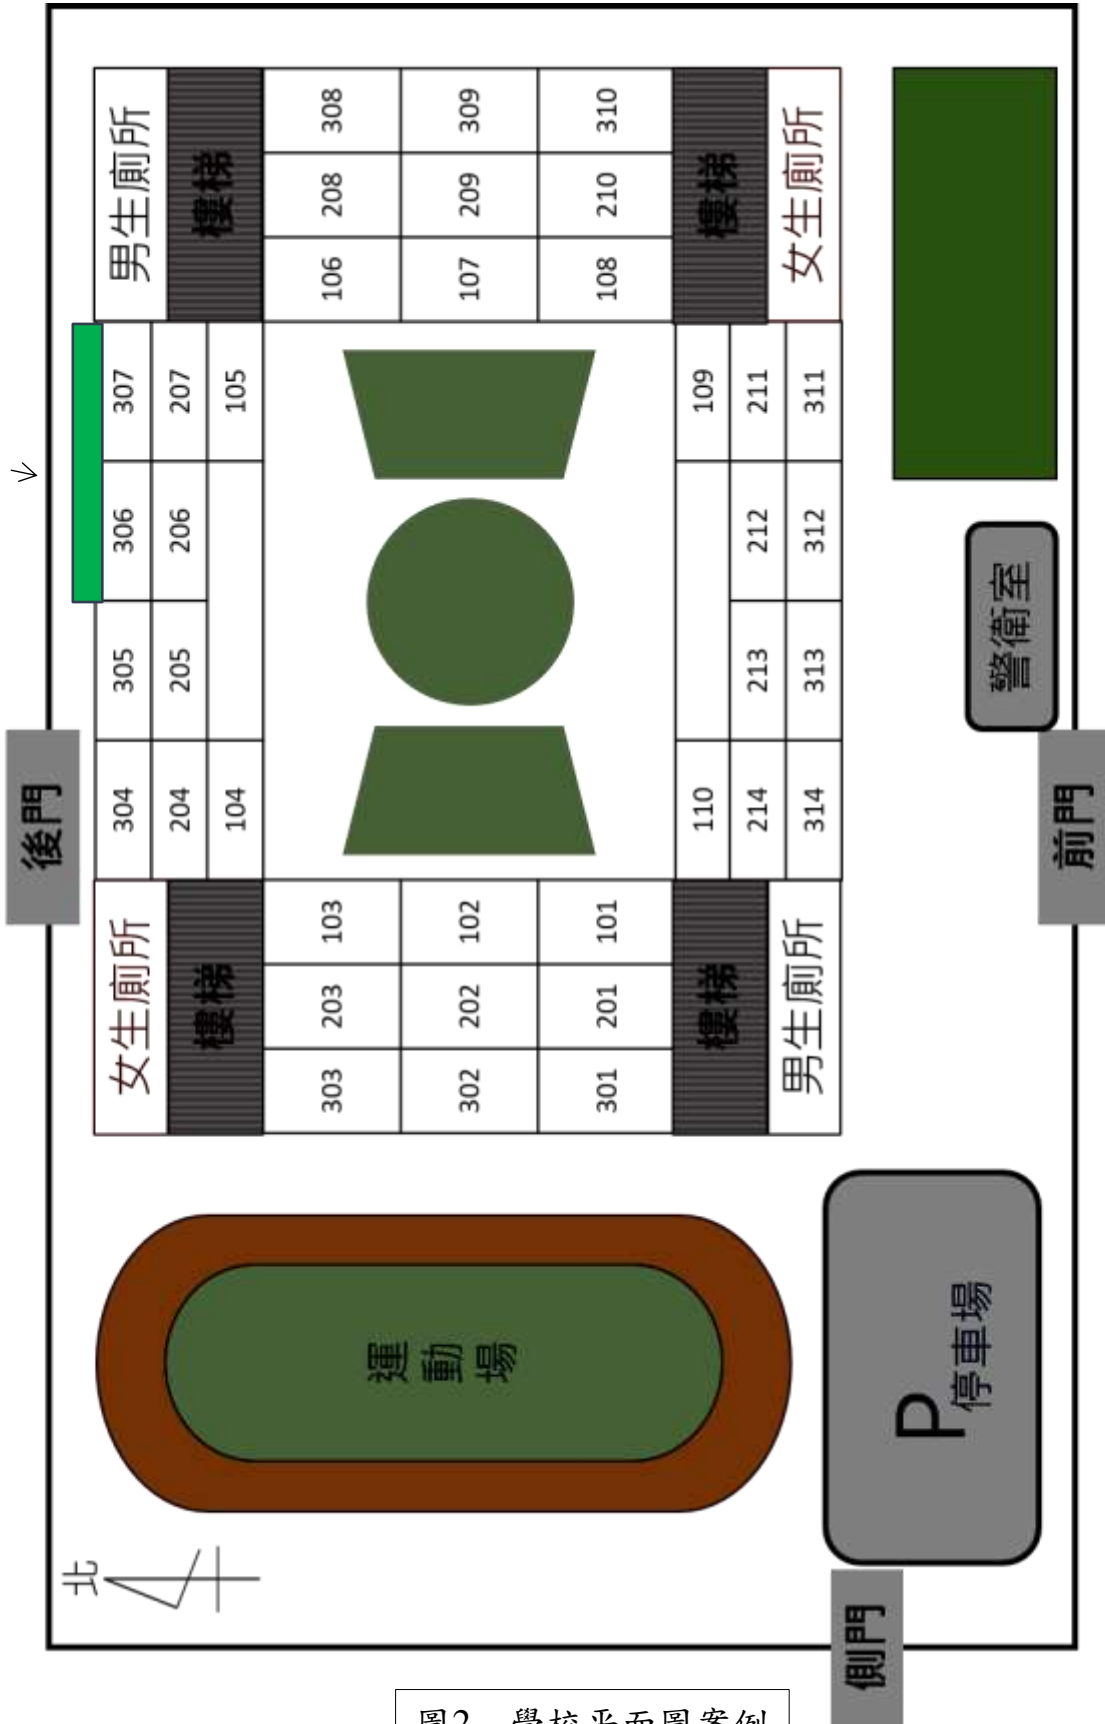 後門
北
女生廁所 304 305 306 307 男生廁所
204 205 206 207
樓梯 104 105 樓梯
303 203 103 106 208 308
運
動
場
302 202 102 107 209 309
301 201 101 108 210 310
110 109
樓梯 214 213 212 211 樓梯
男生廁所 314 313 312 311 女生廁所
側門
P
停車場
警衛室
前門
圖2 學校平面圖案例